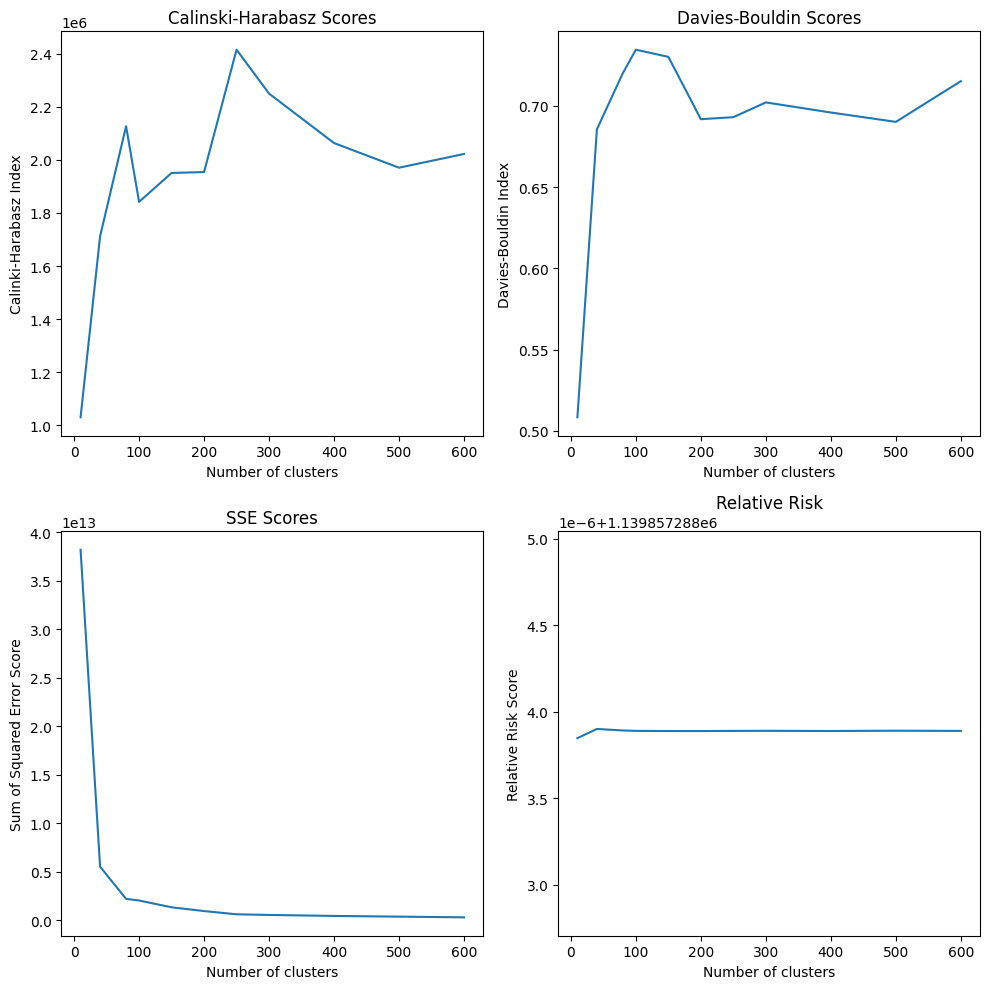 Calinski-Harabasz Scores
1e6
Calinki-Harabasz Index
2.4
2.2
2.0
1.8
1.6
1.4
1.2
1.0
0 100 200 300 400 500 600
Number of clusters
Davies-Bouldin Scores
Davies-Bouldin Index
0.70
0.65
0.60
0.55
0.50
0 100 200 300 400 500 600
Number of clusters
SSE Scores
1e13
Sum of Squared Error Score
4.0
3.5
3.0
2.5
2.0
1.5
1.0
0.5
0.0
0 100 200 300 400 500 600
Number of clusters
Relative Risk
1e−6+1.139857288e6
Relative Risk Score
5.0
4.5
4.0
3.5
3.0
0 100 200 300 400 500 600
Number of clusters